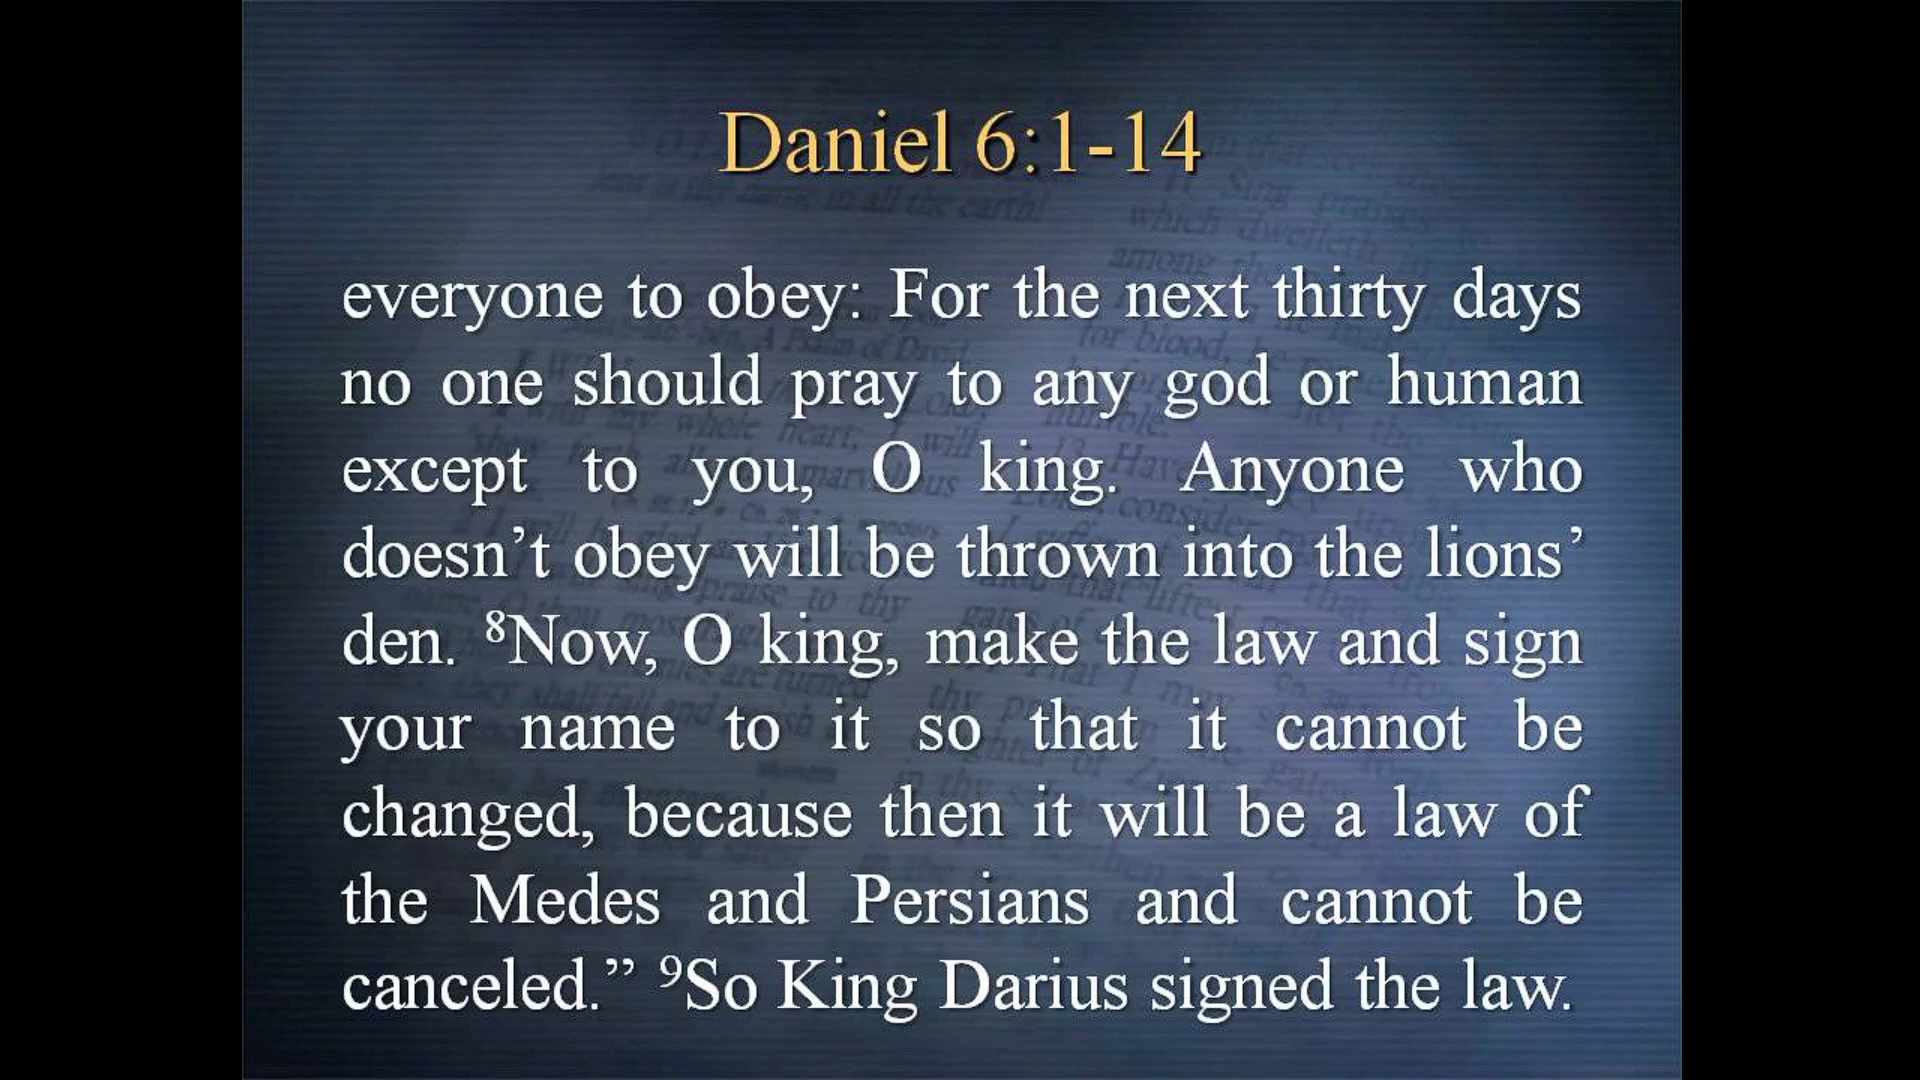 Daniel 6:1-14
everyone to obey: For the next thirty days
no one should pray to any god or human
except to you, O king. Anyone who
doesn’t obey will be thrown into the lions’
den. ⁸Now, O king, make the law and sign
your name to it so that it cannot be
changed, because then it will be a law of
the Medes and Persians and cannot be
canceled.” ⁹So King Darius signed the law.